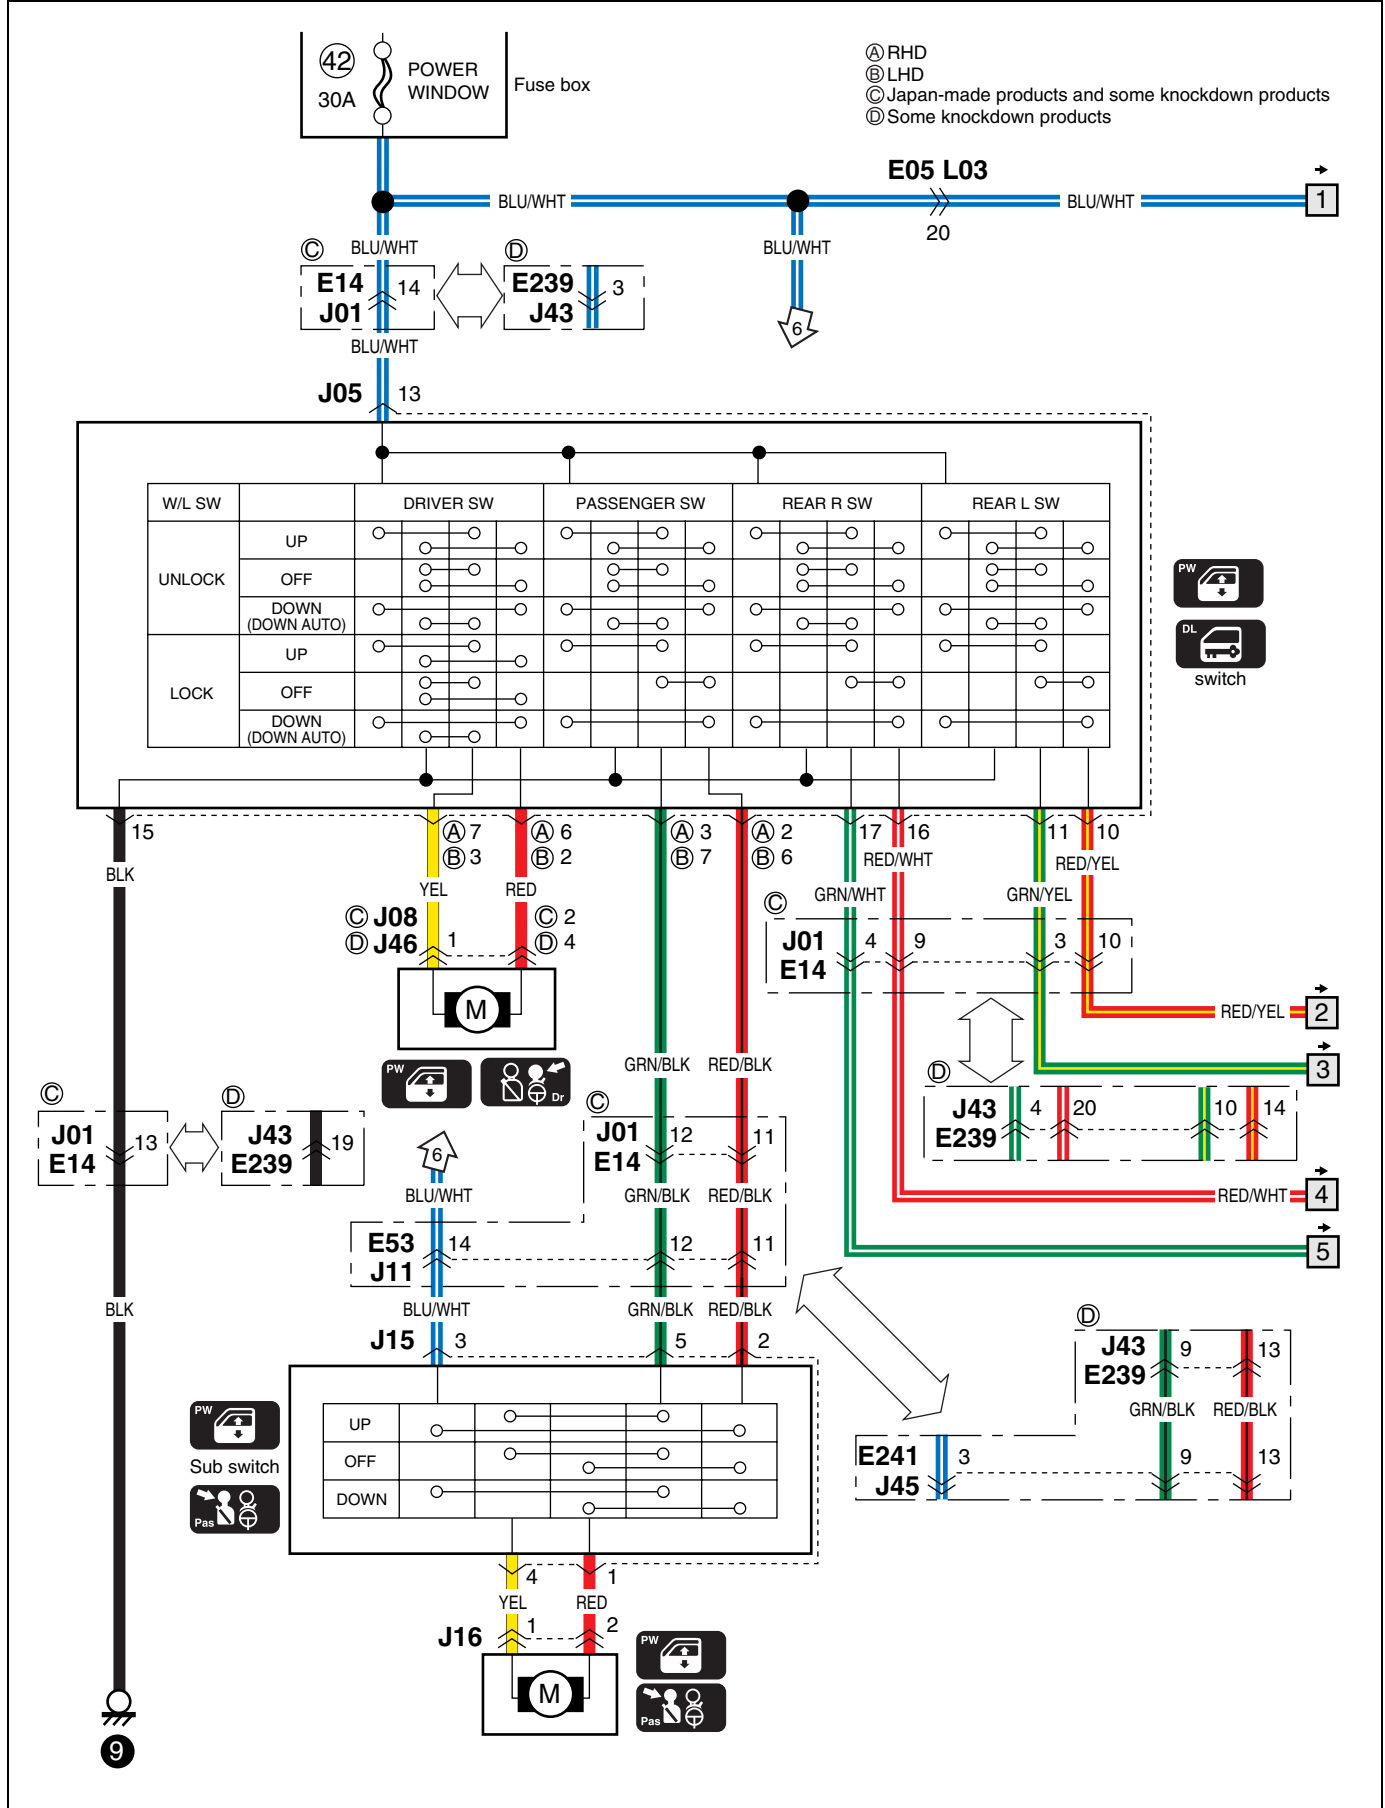 42
30A
POWER
WINDOW
Fuse box
Ⓐ RHD
Ⓑ LHD
Ⓒ Japan-made products and some knockdown products
Ⓓ Some knockdown products
E05 L03
BLU/WHT
BLU/WHT
1
20
BLU/WHT
BLU/WHT
Ⓒ
Ⓓ
E14
J01
14
E239
J43
3
6
BLU/WHT
J05 13
W/L SW DRIVER SW PASSENGER SW REAR R SW REAR L SW
UNLOCK
UP
OFF
DOWN
(DOWN AUTO)
LOCK
UP
OFF
DOWN
(DOWN AUTO)
PW
DL
switch
15
Ⓐ 7
Ⓑ 3
Ⓐ 6
Ⓑ 2
Ⓐ 3
Ⓑ 7
Ⓐ 2
Ⓑ 6
17
16
11
10
BLK
YEL
RED
RED/WHT
RED/YEL
GRN/WHT
GRN/YEL
Ⓒ J08
Ⓓ J46
1
Ⓒ 2
Ⓓ 4
Ⓒ
J01
E14
4
9
3
10
M
RED/YEL
2
PW
Dr
GRN/BLK
RED/BLK
3
Ⓓ
J43
E239
4
20
10
14
Ⓒ
J01
E14
13
Ⓓ
J43
E239
19
Ⓒ
J01
E14
12
11
6
BLU/WHT
GRN/BLK
RED/BLK
RED/WHT
4
E53
J11
14
12
11
5
BLK
BLU/WHT
GRN/BLK
RED/BLK
J15
3
5
2
Ⓓ
J43
E239
9
13
GRN/BLK
RED/BLK
E241
J45
3
9
13
PW
Sub switch
Pas
UP
OFF
DOWN
4
1
YEL
RED
J16
1
2
M
PW
Pas
9